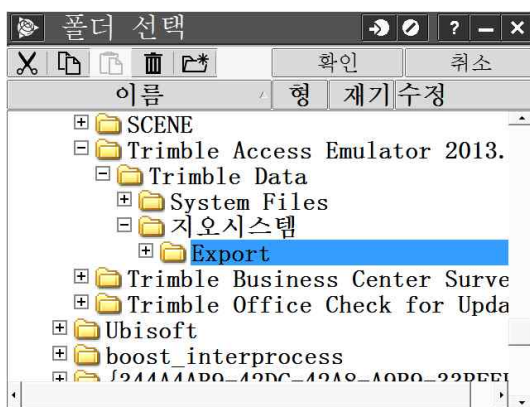 폴더 선택 ? – ×
확인 취소
이름 형 재기 수정
SCENE
Trimble Access Emulator 2013.
Trimble Data
System Files
지오시스템
Export
Trimble Business Center Surve
Trimble Office Check for Upda
Ubisoft
boost_interprocess